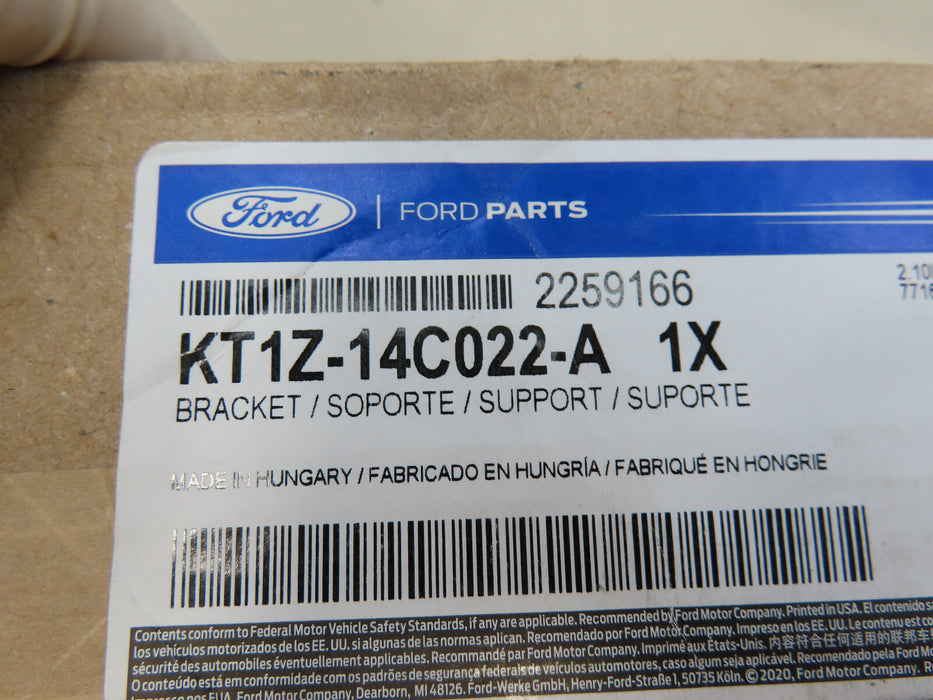 Ford | FORD PARTS
2259166
2.10
7716
KT1Z-14C022-A 1X
BRACKET / SOPORTE / SUPPORT / SUPORTE
MADE IN HUNGARY / FABRICADO EN HUNGRÍA / FABRIQUÉ EN HONGRIE
Contents conform to Federal Motor Vehicle Safety Standards, if any are applicable. Recommended by Ford Motor Company. Printed in USA. El contenido
los vehículos motorizados de los EE. UU. si algunas de las normas aplican. Recomendado por Ford Motor Company. Impreso en los EE. UU. 内容符合任何适用的联邦车
sécurité des automobiles éventuellement applicables. Recommandé par Ford Motor Company. Imprimé aux États-Unis.
O conteúdo está em conformidade com os padrões de segurança federais de veículos automotores, caso algum seja aplicável. Recomendado pela Ford
Impresso nos EUA. Ford Motor Company, Dearborn, MI 48126. Ford-Werke GmbH, Henry-Ford-Straße 1, 50735 Köln. © 2020, Ford Motor Company.